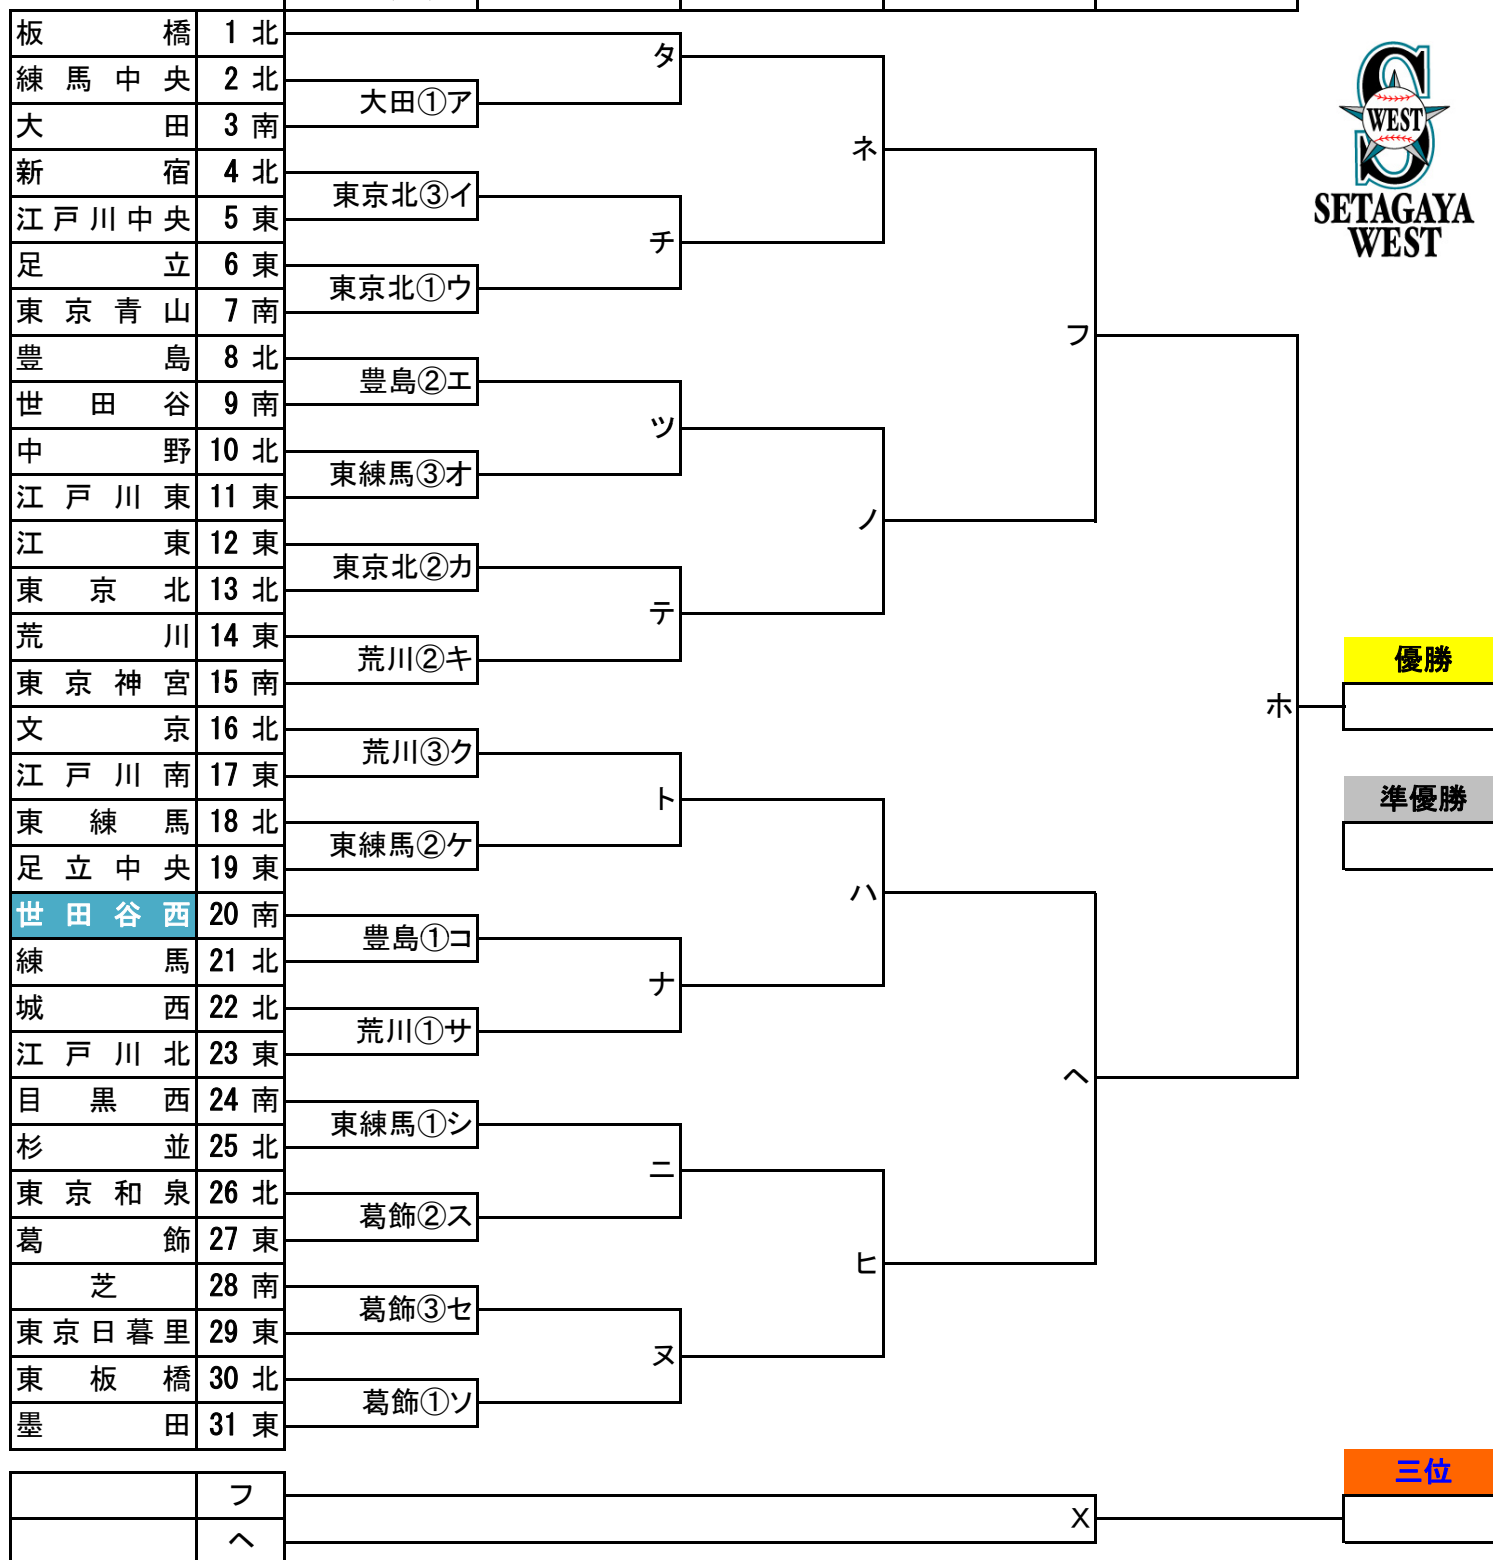 板橋 1 北
練馬中央 2 北
大田 3 南
新宿 4 北
江戸川中央 5 東
足立 6 東
東京青山 7 南
豊島 8 北
世田谷 9 南
中野 10 北
江戸川東 11 東
江東 12 東
東京北 13 北
荒川 14 東
東京神宮 15 南
文京 16 北
江戸川南 17 東
東練馬 18 北
足立中央 19 東
世田谷西 20 南
練馬 21 北
城西 22 北
江戸川北 23 東
目黒西 24 南
杉並 25 北
東京和泉 26 北
葛飾 27 東
芝 28 南
東京日暮里 29 東
東板橋 30 北
墨田 31 東
フ
ヘ
大田①ア
東京北③イ
東京北①ウ
豊島②エ
東練馬③オ
東京北②カ
荒川②キ
荒川③ク
東練馬②ケ
豊島①コ
荒川①サ
東練馬①シ
葛飾②ス
葛飾③セ
葛飾①ソ
タ
チ
ツ
テ
ト
ナ
ニ
ヌ
ネ
ノ
ハ
ヒ
フ
ヘ
X
ホ
S
WEST
SETAGAYA
WEST
優勝
準優勝
三位